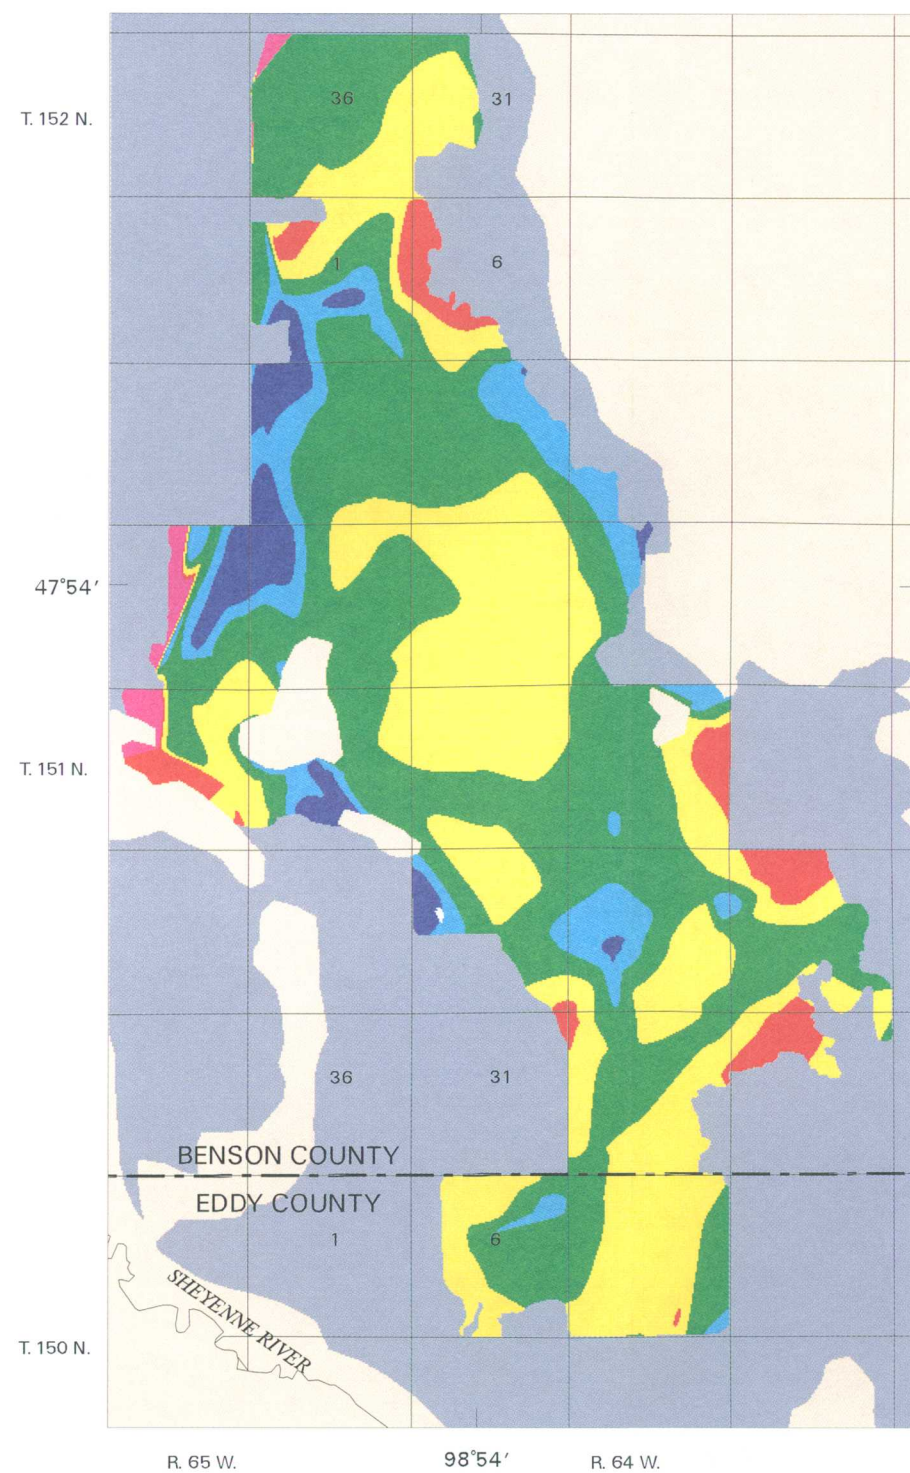 36
31
T. 152 N.
1
6
47°54′
T. 151 N.
36
31
BENSON COUNTY
EDDY COUNTY
1
6
SHEYENNE RIVER
T. 150 N.
R. 65 W.
98°54′
R. 64 W.